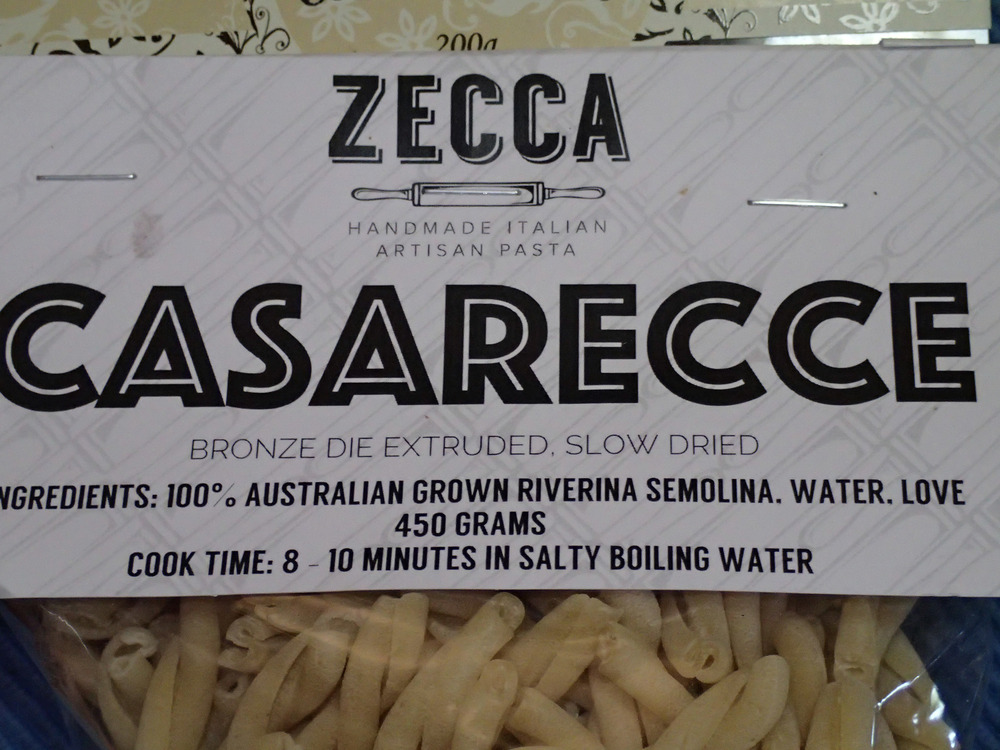 200g
ZECCA
HANDMADE ITALIAN
ARTISAN PASTA
CASARECCE
BRONZE DIE EXTRUDED, SLOW DRIED
NGREDIENTS: 100% AUSTRALIAN GROWN RIVERINA SEMOLINA. WATER. LOVE
450 GRAMS
COOK TIME: 8 - 10 MINUTES IN SALTY BOILING WATER